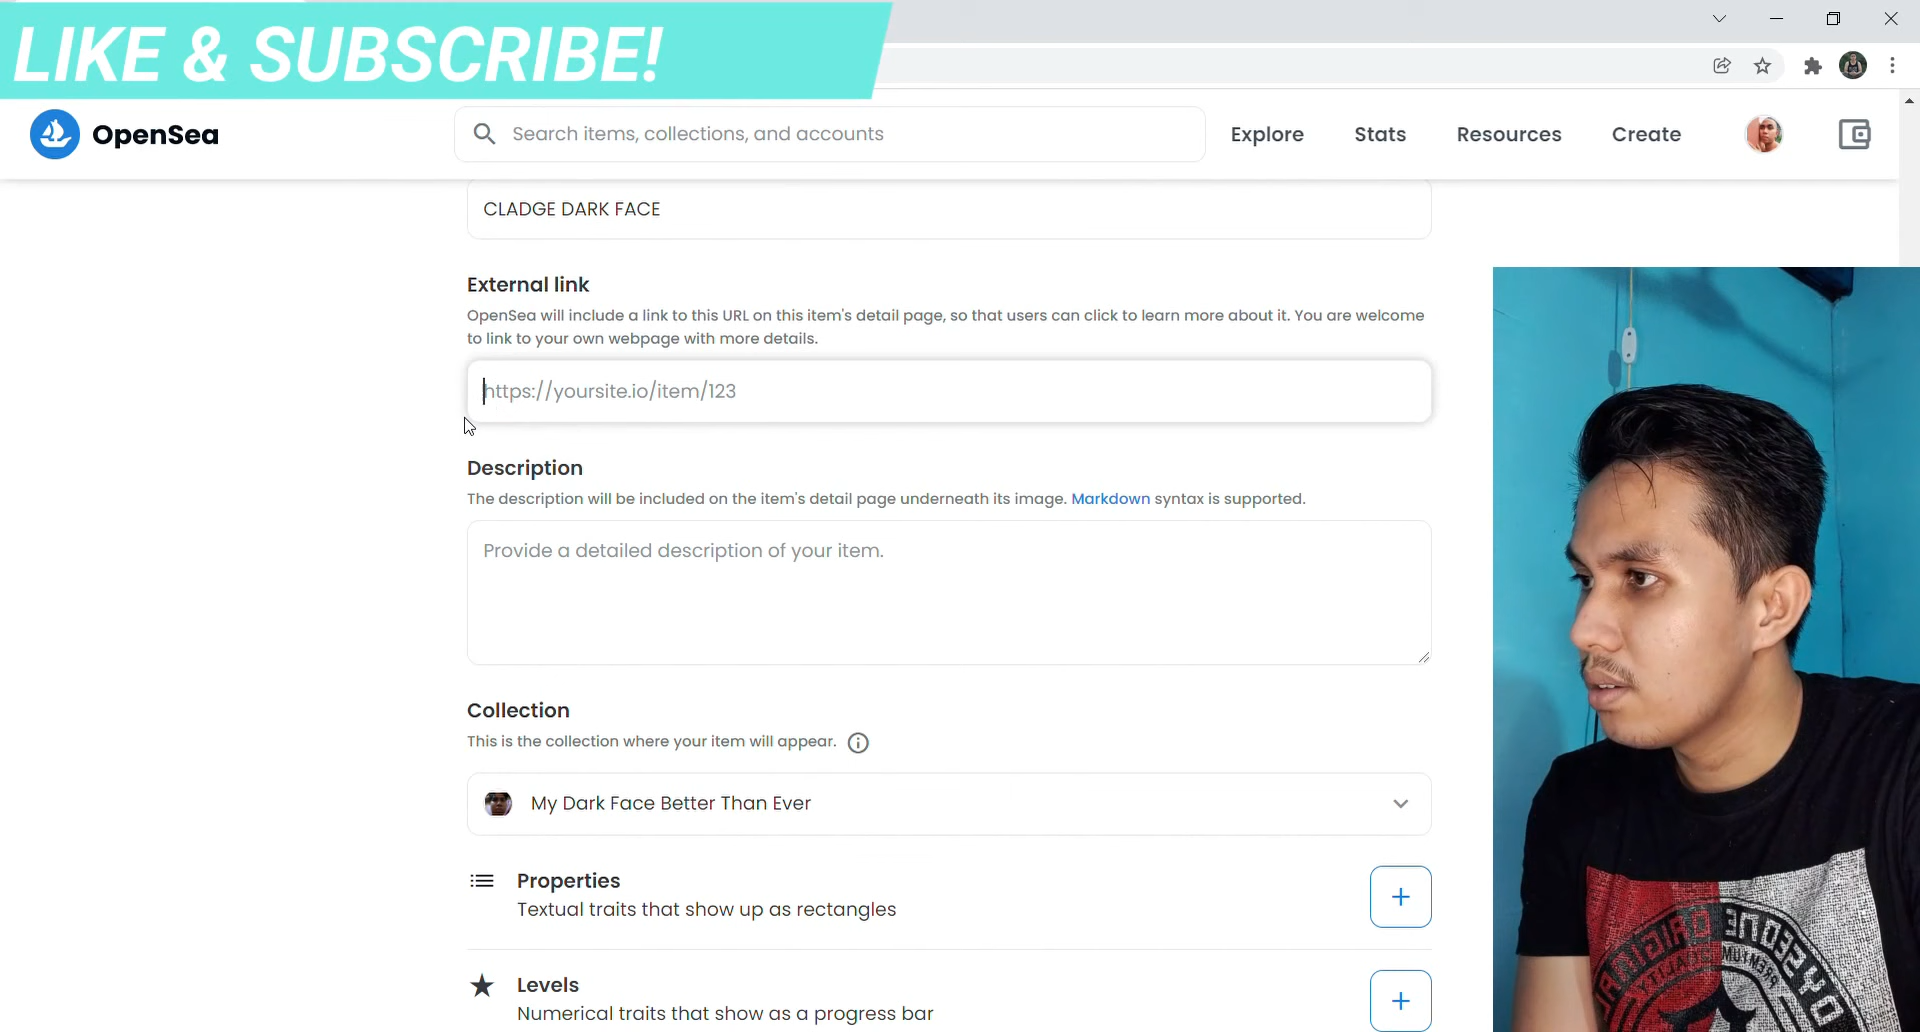 LIKE & SUBSCRIBE!
OpenSea
Search items, collections, and accounts
Explore
Stats
Resources
Create
CLADGE DARK FACE
External link
OpenSea will include a link to this URL on this item's detail page, so that users can click to learn more about it. You are welcome
to link to your own webpage with more details.
https://yoursite.io/item/123
Description
The description will be included on the item's detail page underneath its image. Markdown syntax is supported.
Provide a detailed description of your item.
Collection
This is the collection where your item will appear.
My Dark Face Better Than Ever
Properties
Textual traits that show up as rectangles
Levels
Numerical traits that show as a progress bar